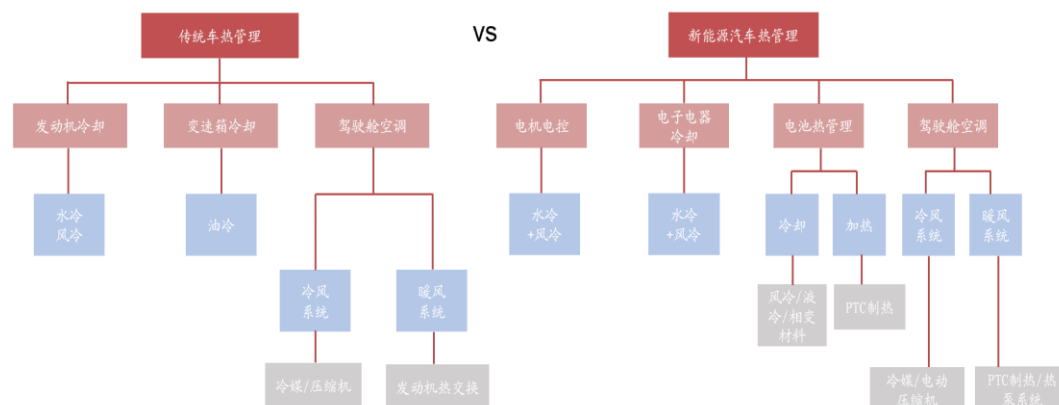 传统车热管理
VS
新能源汽车热管理
发动机冷却
变速箱冷却
驾驶舱空调
电机电控
电子电器
冷却
电池热管理
驾驶舱空调
水冷
风冷
油冷
水冷
+风冷
水冷
+风冷
冷却
加热
冷风
系统
暖风
系统
冷风
系统
暖风
系统
风冷/液
冷/相变
材料
PTC制热
冷媒/压缩机
发动机热交换
冷媒/电动
压缩机
PTC制热/热
泵系统